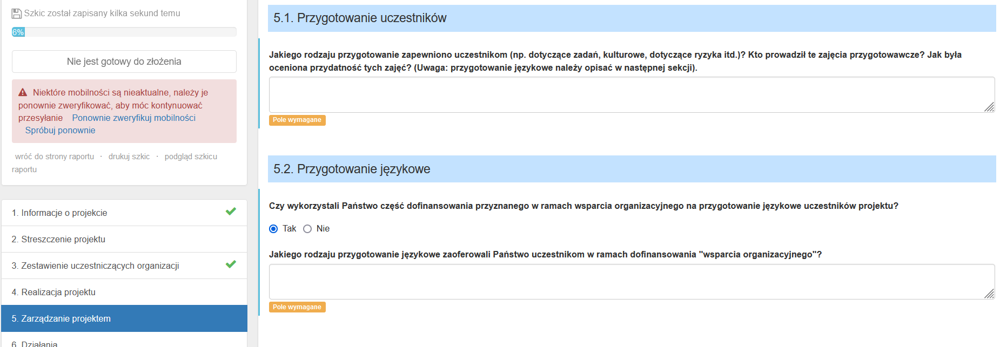 Szkic został zapisany kilka sekund temu
6%
Nie jest gotowy do złożenia
Niektóre mobilności są nieaktualne, należy je
ponownie zweryfikować, aby móc kontynuować
przesyłanie Ponownie zweryfikuj mobilności
Spróbuj ponownie
wróć do strony raportu · drukuj szkic · podgląd szkicu
raportu
1. Informacje o projekcie
2. Streszczenie projektu
3. Zestawienie uczestniczących organizacji
4. Realizacja projektu
5. Zarządzanie projektem
6. Działania
5.1. Przygotowanie uczestników
Jakiego rodzaju przygotowanie zapewniono uczestnikom (np. dotyczące zadań, kulturowe, dotyczące ryzyka itd.)? Kto prowadził te zajęcia przygotowawcze? Jak była
oceniona przydatność tych zajęć? (Uwaga: przygotowanie językowe należy opisać w następnej sekcji).
Pole wymagane
5.2. Przygotowanie językowe
Czy wykorzystali Państwo część dofinansowania przyznanego w ramach wsparcia organizacyjnego na przygotowanie językowe uczestników projektu?
Tak Nie
Jakiego rodzaju przygotowanie językowe zaoferowali Państwo uczestnikom w ramach dofinansowania "wsparcia organizacyjnego"?
Pole wymagane